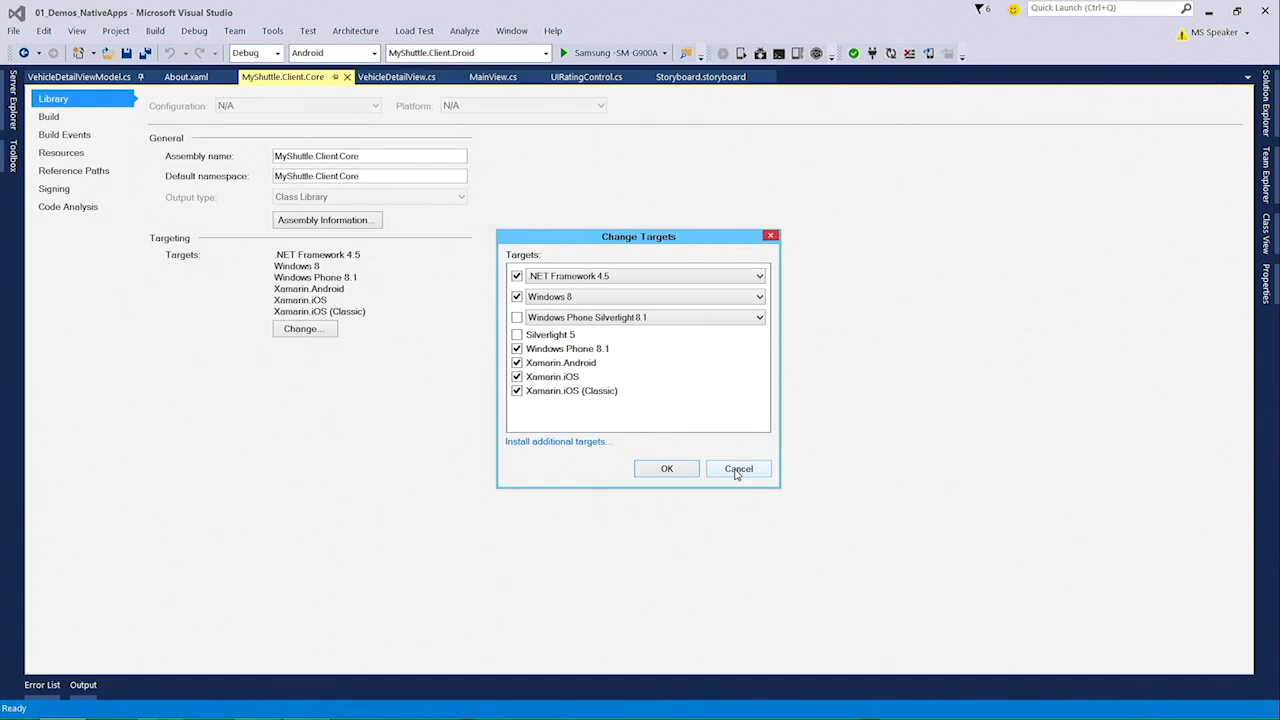 01_Demos_NativeApps - Microsoft Visual Studio
6
Quick Launch (Ctrl+Q)
File Edit View Project Build Debug Team Tools Test Architecture Load Test Analyze Window Help
MS Speaker
Debug Android MyShuttle.Client.Droid Samsung -SM-G900A
VehicleDetailViewModel.cs About.xaml MyShuttle.Client.Core VehicleDetailView.cs MainView.cs UIRatingControl.cs Storyboard.storyboard
Server Explorer
Toolbox
Library
Build
Build Events
Resources
Reference Paths
Signing
Code Analysis
Configuration: N/A Platform: N/A
General
Assembly name: MyShuttle.Client.Core
Default namespace: MyShuttle.Client.Core
Output type: Class Library
Assembly Information...
Targeting
Targets: .NET Framework 4.5
Windows 8
Windows Phone 8.1
Xamarin.Android
Xamarin.iOS
Xamarin.iOS (Classic)
Change...
Change Targets
Targets:
.NET Framework 4.5
Windows 8
Windows Phone Silverlight 8.1
Silverlight 5
Windows Phone 8.1
Xamarin.Android
Xamarin.iOS
Xamarin.iOS (Classic)
Install additional targets...
OK Cancel
Solution Explorer
Team Explorer
Class View
Properties
Error List Output
Ready